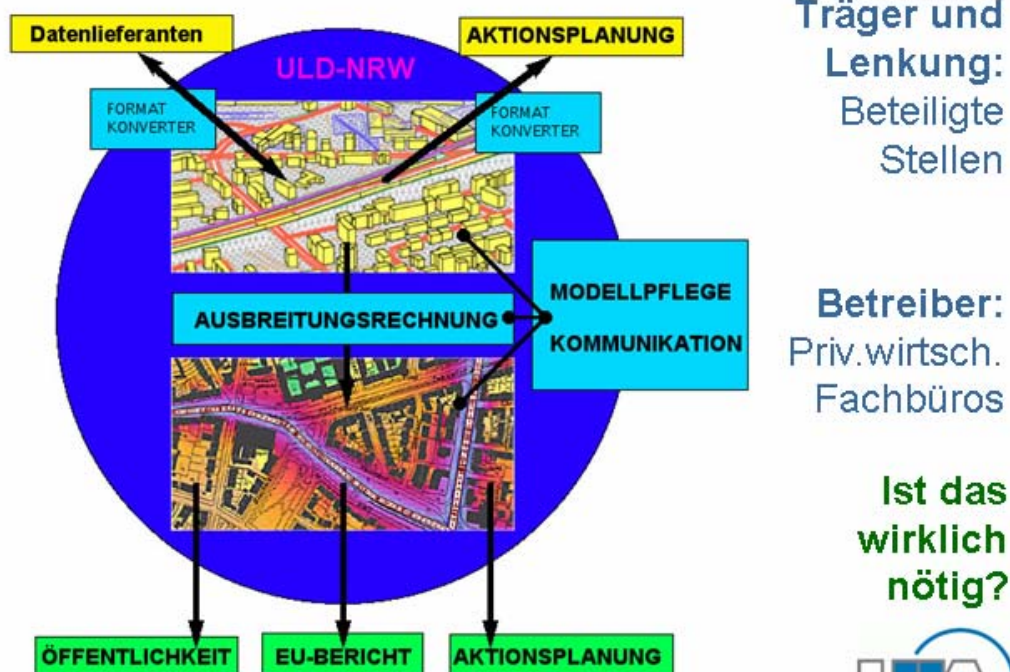 Datenlieferanten
AKTIONSPLANUNG
ULD-NRW
FORMAT
KONVERTER
FORMAT
KONVERTER
AUSBREITUNGSRECHNUNG
MODELLPFLEGE
KOMMUNIKATION
ÖFFENTLICHKEIT
EU-BERICHT
AKTIONSPLANUNG
Träger und
Lenkung:
Beteiligte
Stellen
Betreiber:
Priv.wirtsch.
Fachbüros
Ist das
wirklich
nötig?